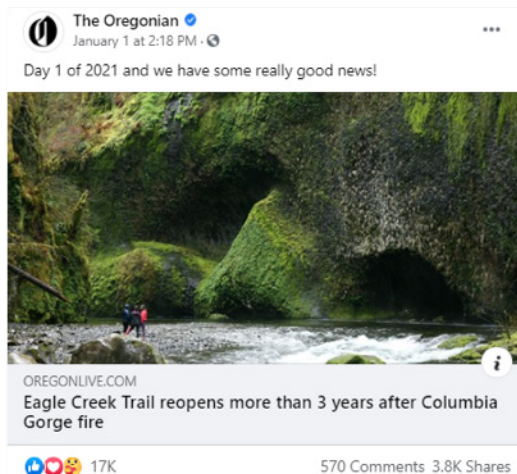 The Oregonian
January 1 at 2:18 PM ·
Day 1 of 2021 and we have some really good news!
i
OREGONLIVE.COM
Eagle Creek Trail reopens more than 3 years after Columbia
Gorge fire
17K 570 Comments 3.8K Shares